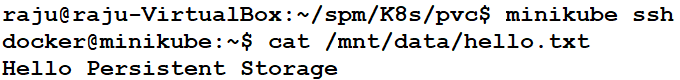 raju@raju-VirtualBox:~/spm/K8s/pvc$ minikube ssh
docker@minikube:~$ cat /mnt/data/hello.txt
Hello Persistent Storage